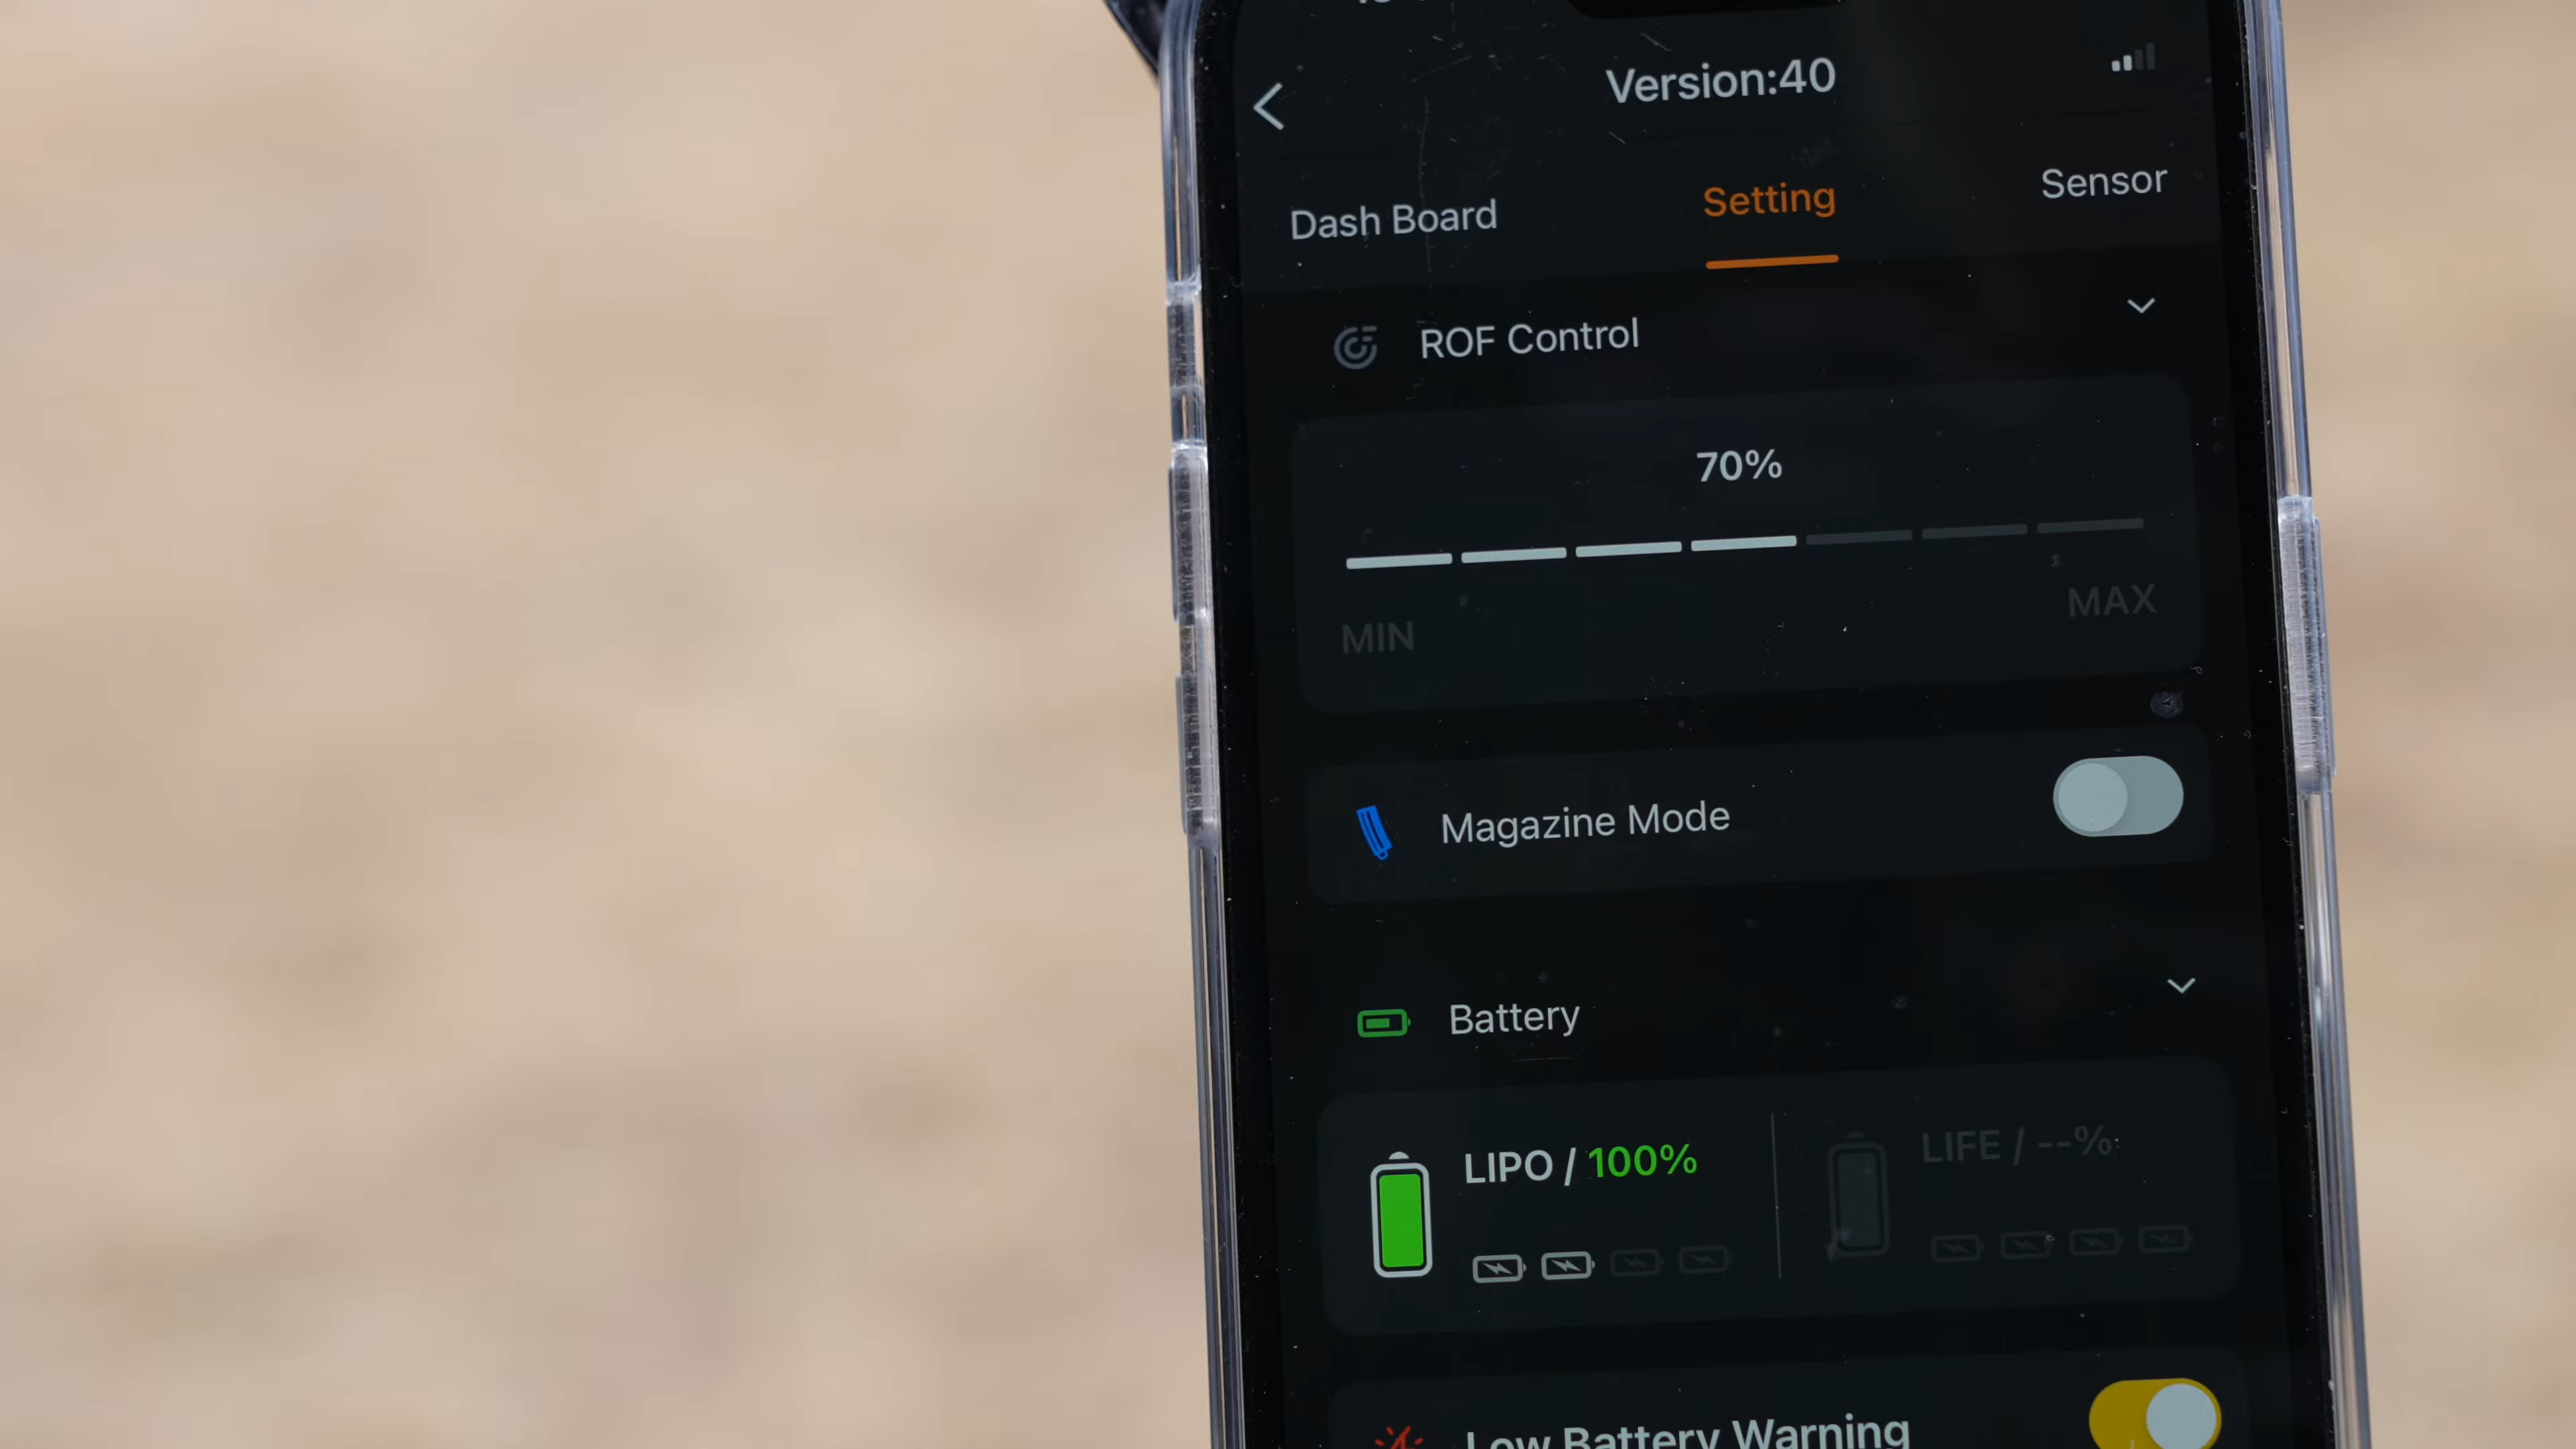 Version:40
Dash Board Setting Sensor
ROF Control
70%
MIN MAX
Magazine Mode
Battery
LIPO / 100% LIFE / --%
Low Battery Warning